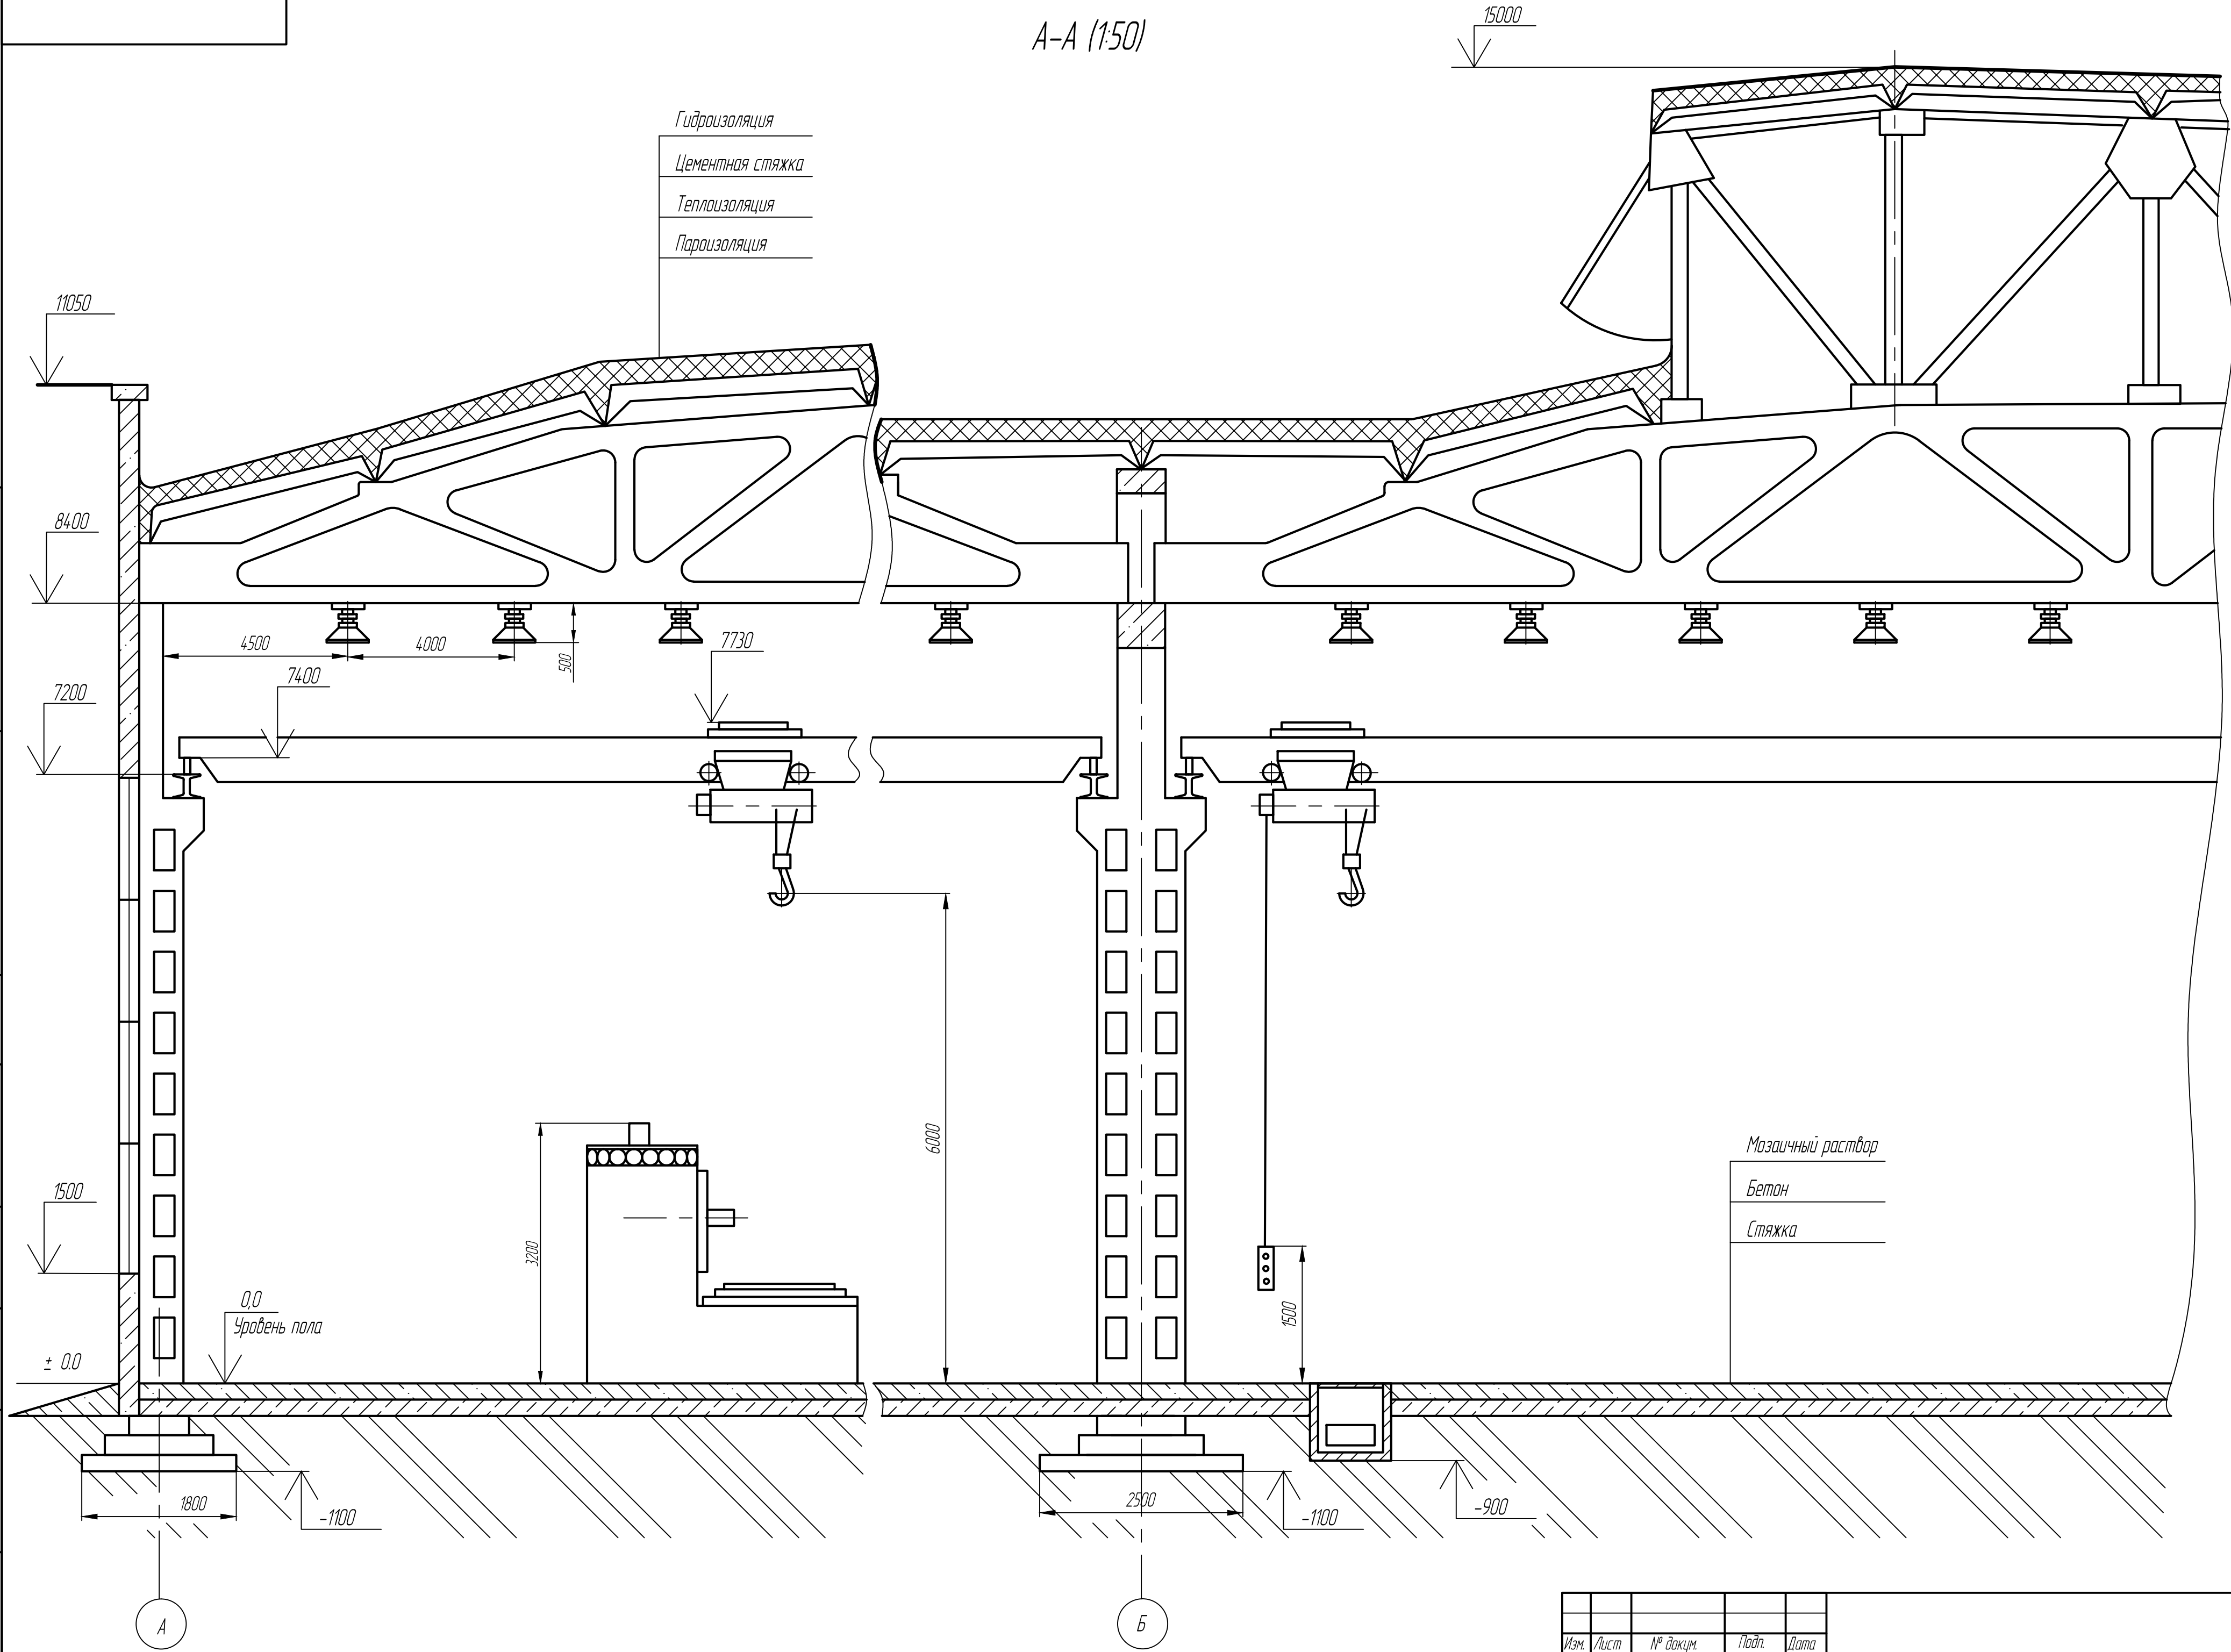 А-А (1:50)
15000
Гидроизоляция
Цементная стяжка
Теплоизоляция
Пароизоляция
11050
8400
4500
4000
500
7730
7400
7200
6000
3200
Мозаичный раствор
Бетон
Стяжка
1500
0,0
Уровень пола
1500
± 0.0
1800
-1100
2500
-1100
-900
А
Б
Изм. Лист № докум. Подп. Дата